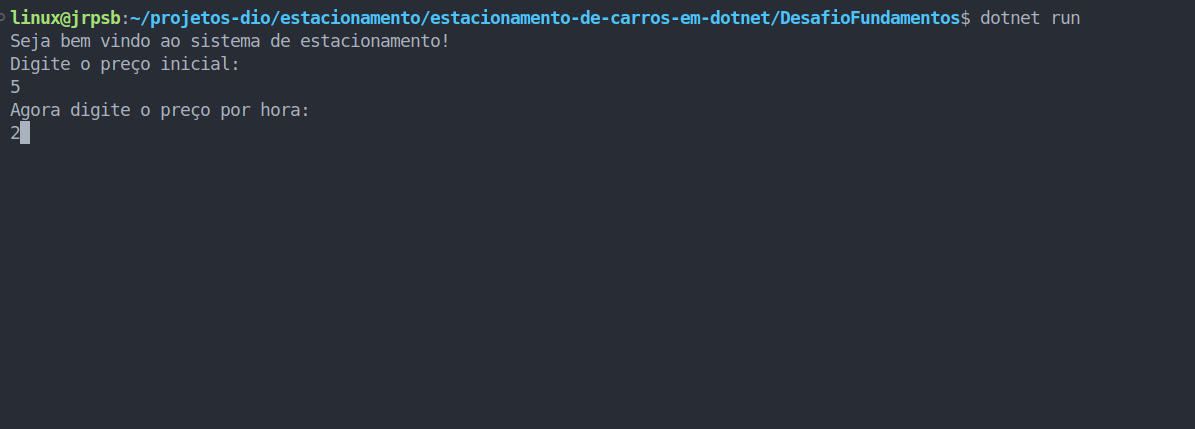 linux@jrpsb:~/projetos-dio/estacionamento/estacionamento-de-carros-em-dotnet/DesafioFundamentos$ dotnet run
Seja bem vindo ao sistema de estacionamento!
Digite o preço inicial:
5
Agora digite o preço por hora:
2